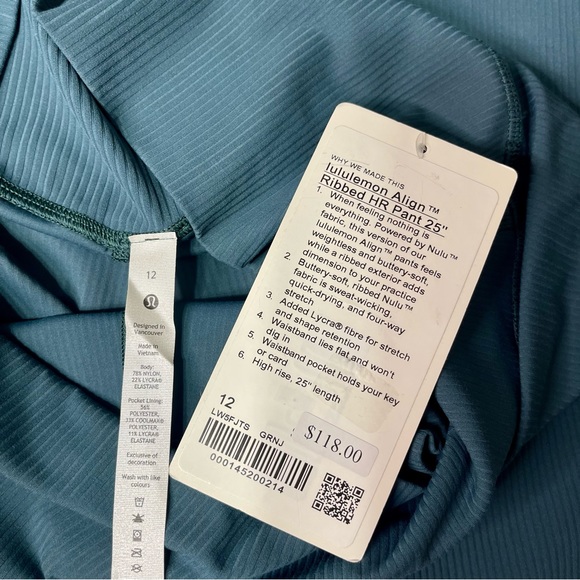 WHY WE MADE THIS
lululemon Align™
Ribbed HR Pant 25"
1. When feeling nothing is
everything. Powered by Nulu™
fabric, this version of our
lululemon Align™ pants feels
weightless and buttery-soft,
while a ribbed exterior adds
dimension to your practice
2. Buttery-soft, ribbed Nulu™
fabric is sweat-wicking,
quick-drying, and four-way
stretch
3. Added Lycra® fibre for stretch
and shape retention
4. Waistband lies flat and won't
dig in
5. Waistband pocket holds your key
or card
6. High rise, 25" length
12
LW5FJTS GRNJ
000145200214
$118.00
12
Designed in
Vancouver
Made in
Vietnam
Body:
78% NYLON,
22% LYCRA®
ELASTANE
Pocket Lining:
56%
POLYESTER,
33% COOLMAX®
POLYESTER,
11% LYCRA®
ELASTANE
Exclusive of
decoration
Wash with like
colours